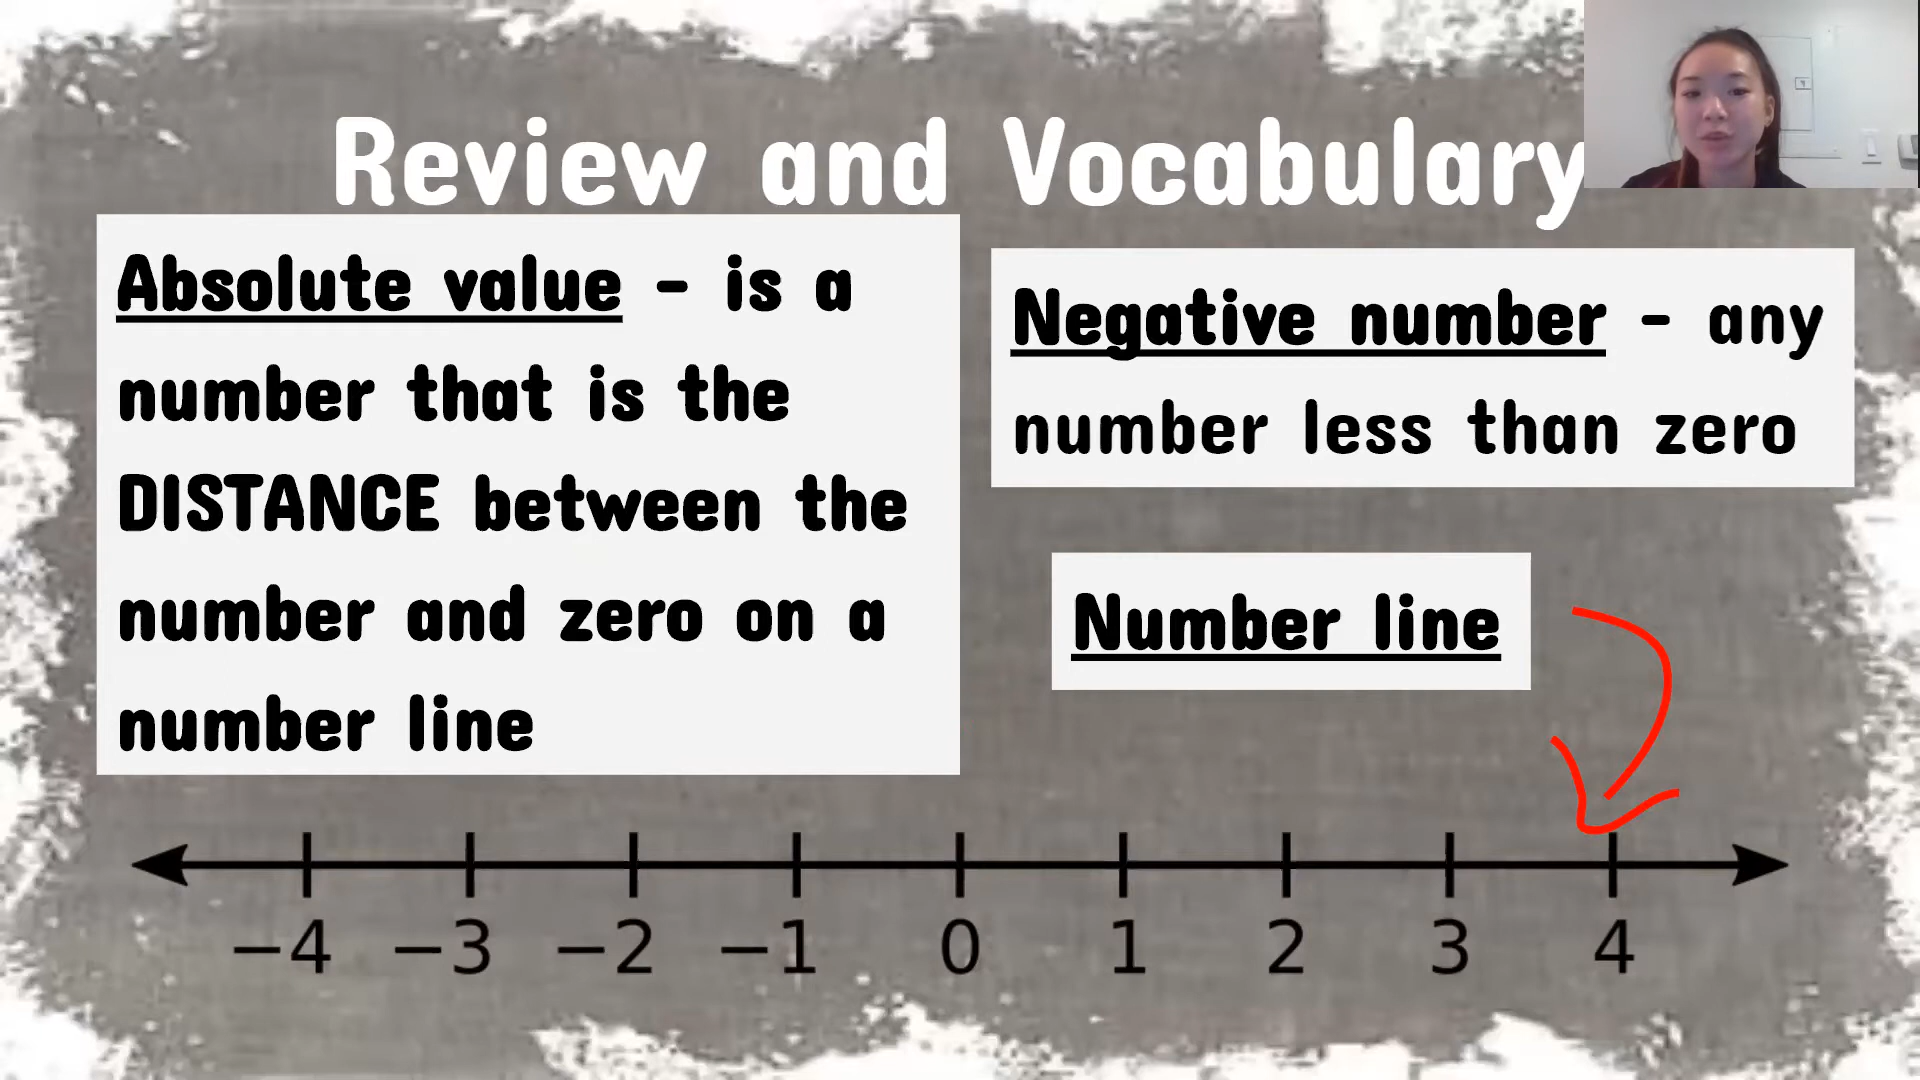 Review and Vocabulary
Absolute value - is a
number that is the
DISTANCE between the
number and zero on a
number line
Negative number - any
number less than zero
Number line
−4 −3 −2 −1 0 1 2 3 4